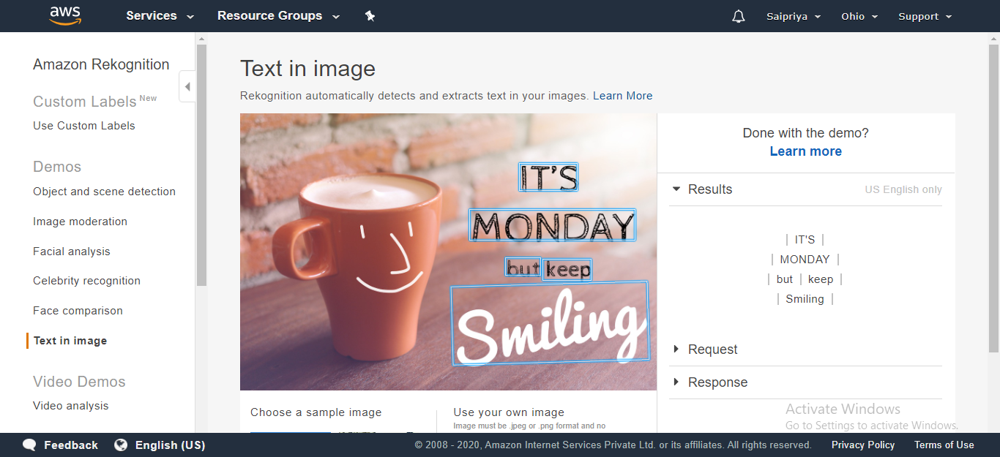 aws
Services
Resource Groups
Saipriya
Ohio
Support
Amazon Rekognition
Custom Labels New
Use Custom Labels
Demos
Object and scene detection
Image moderation
Facial analysis
Celebrity recognition
Face comparison
Text in image
Video Demos
Video analysis
Text in image
Rekognition automatically detects and extracts text in your images. Learn More
IT'S
MONDAY
but keep
Smiling
Choose a sample image
Use your own image
Image must be .jpeg or .png format and no
Done with the demo?
Learn more
Results
US English only
| IT'S |
| MONDAY |
| but | keep |
| Smiling |
Request
Response
Activate Windows
Go to Settings to activate Windows.
Feedback
English (US)
© 2008 - 2020, Amazon Internet Services Private Ltd. or its affiliates. All rights reserved.
Privacy Policy
Terms of Use